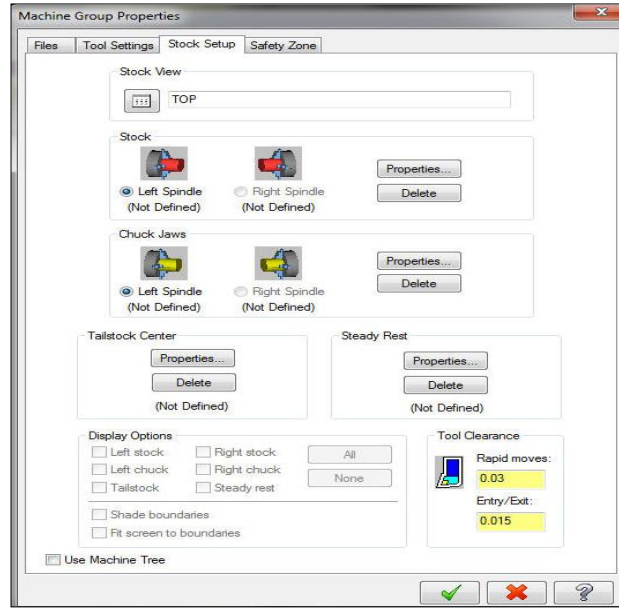 Machine Group Properties
Files Tool Settings Stock Setup Safety Zone
Stock View
TOP
Stock
Left Spindle Right Spindle
(Not Defined) (Not Defined)
Properties...
Delete
Chuck Jaws
Left Spindle Right Spindle
(Not Defined) (Not Defined)
Properties...
Delete
Tailstock Center
Properties...
Delete
(Not Defined)
Steady Rest
Properties...
Delete
(Not Defined)
Display Options
Left stock Right stock
Left chuck Right chuck
Tailstock Steady rest
All
None
Shade boundaries
Fit screen to boundaries
Tool Clearance
Rapid moves:
0.03
Entry/Exit:
0.015
Use Machine Tree